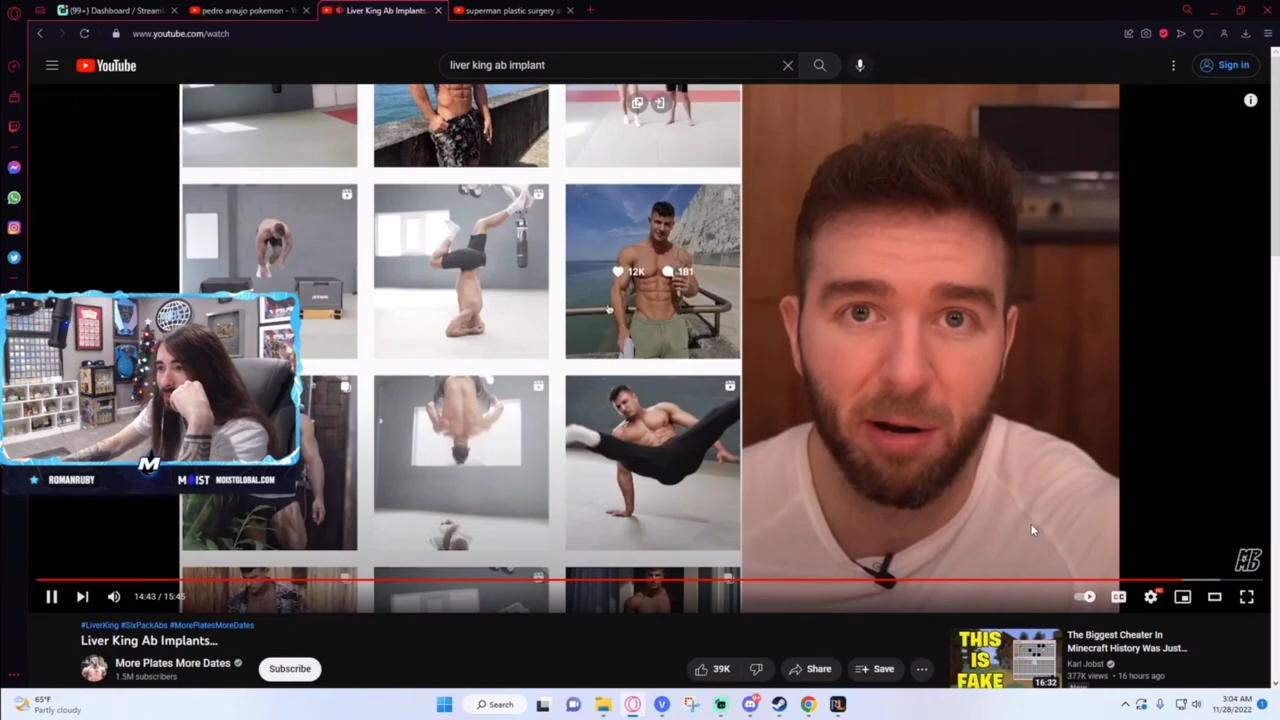 (99+) Dashboard / Streaml
pedro araujo pokemon - Y
Liver King Ab Implants
superman plastic surgery a
www.youtube.com/watch
YouTube
liver king ab implant
Sign in
12K
181
ROMANRUBY
MOIST
MOISTGLOBAL.COM
14:43 / 15:45
#LiverKing #SixPackAbs #MorePlatesMoreDates
Liver King Ab Implants...
More Plates More Dates
1.5M subscribers
Subscribe
39K
Share
Save
THIS
IS
FAKE
16:32
The Biggest Cheater In
Minecraft History Was Just...
Karl Jobst
377K views • 16 hours ago
New
65°F
Partly cloudy
Search
3:04 AM
11/28/2022